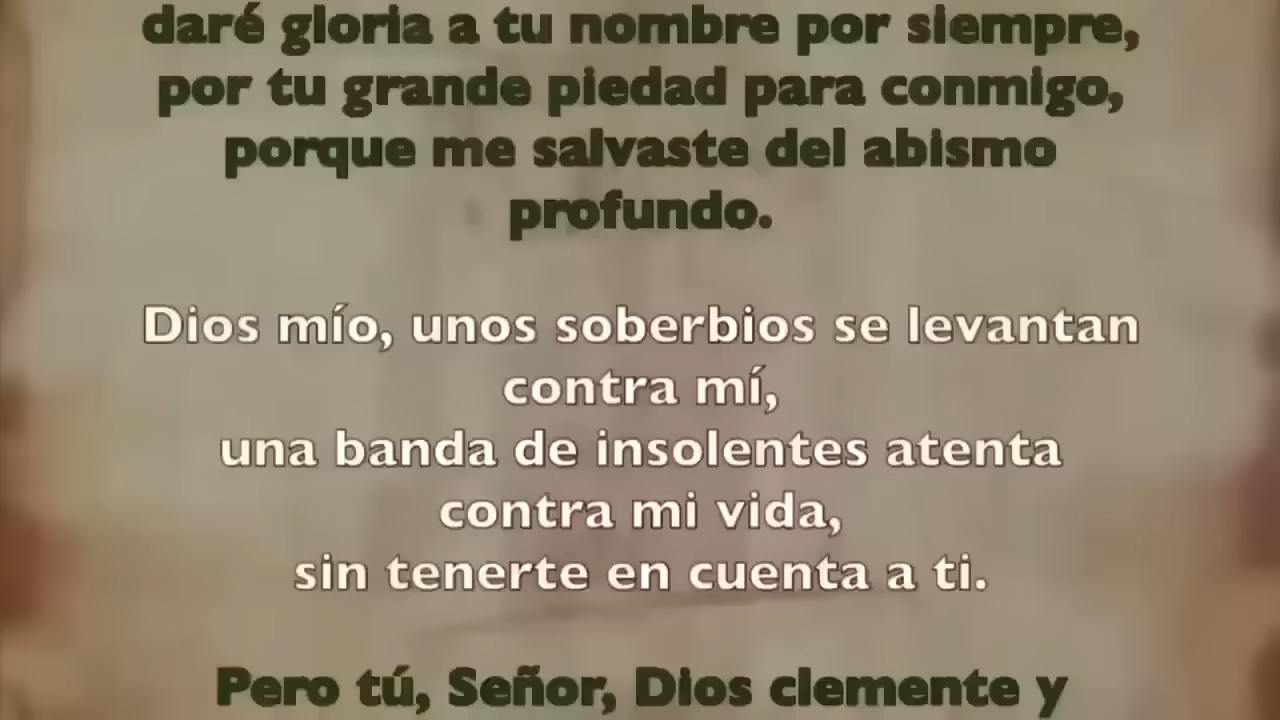 daré gloria a tu nombre por siempre,
por tu grande piedad para conmigo,
porque me salvaste del abismo
profundo.
Dios mío, unos soberbios se levantan
contra mí,
una banda de insolentes atenta
contra mi vida,
sin tenerte en cuenta a ti.
Pero tú, Señor, Dios clemente y